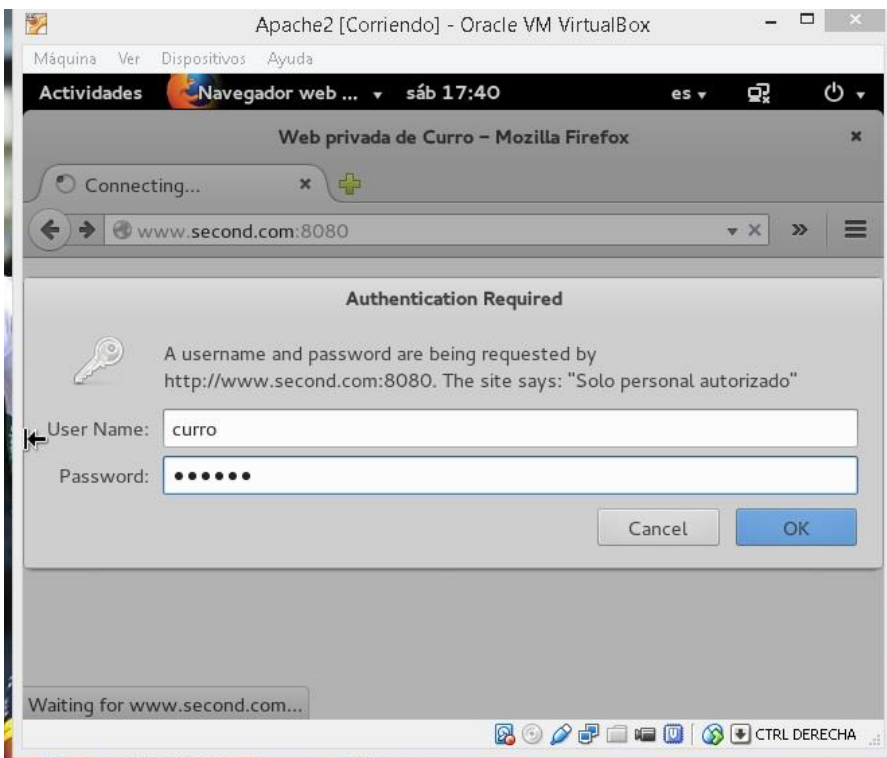 Apache2 [Corriendo] - Oracle VM VirtualBox
Máquina Ver Dispositivos Ayuda
Actividades Navegador web ... sáb 17:40 es
Web privada de Curro – Mozilla Firefox
Connecting...
www.second.com:8080
Authentication Required
A username and password are being requested by
http://www.second.com:8080. The site says: "Solo personal autorizado"
User Name: curro
Password: ●●●●●●
Cancel OK
Waiting for www.second.com...
CTRL DERECHA